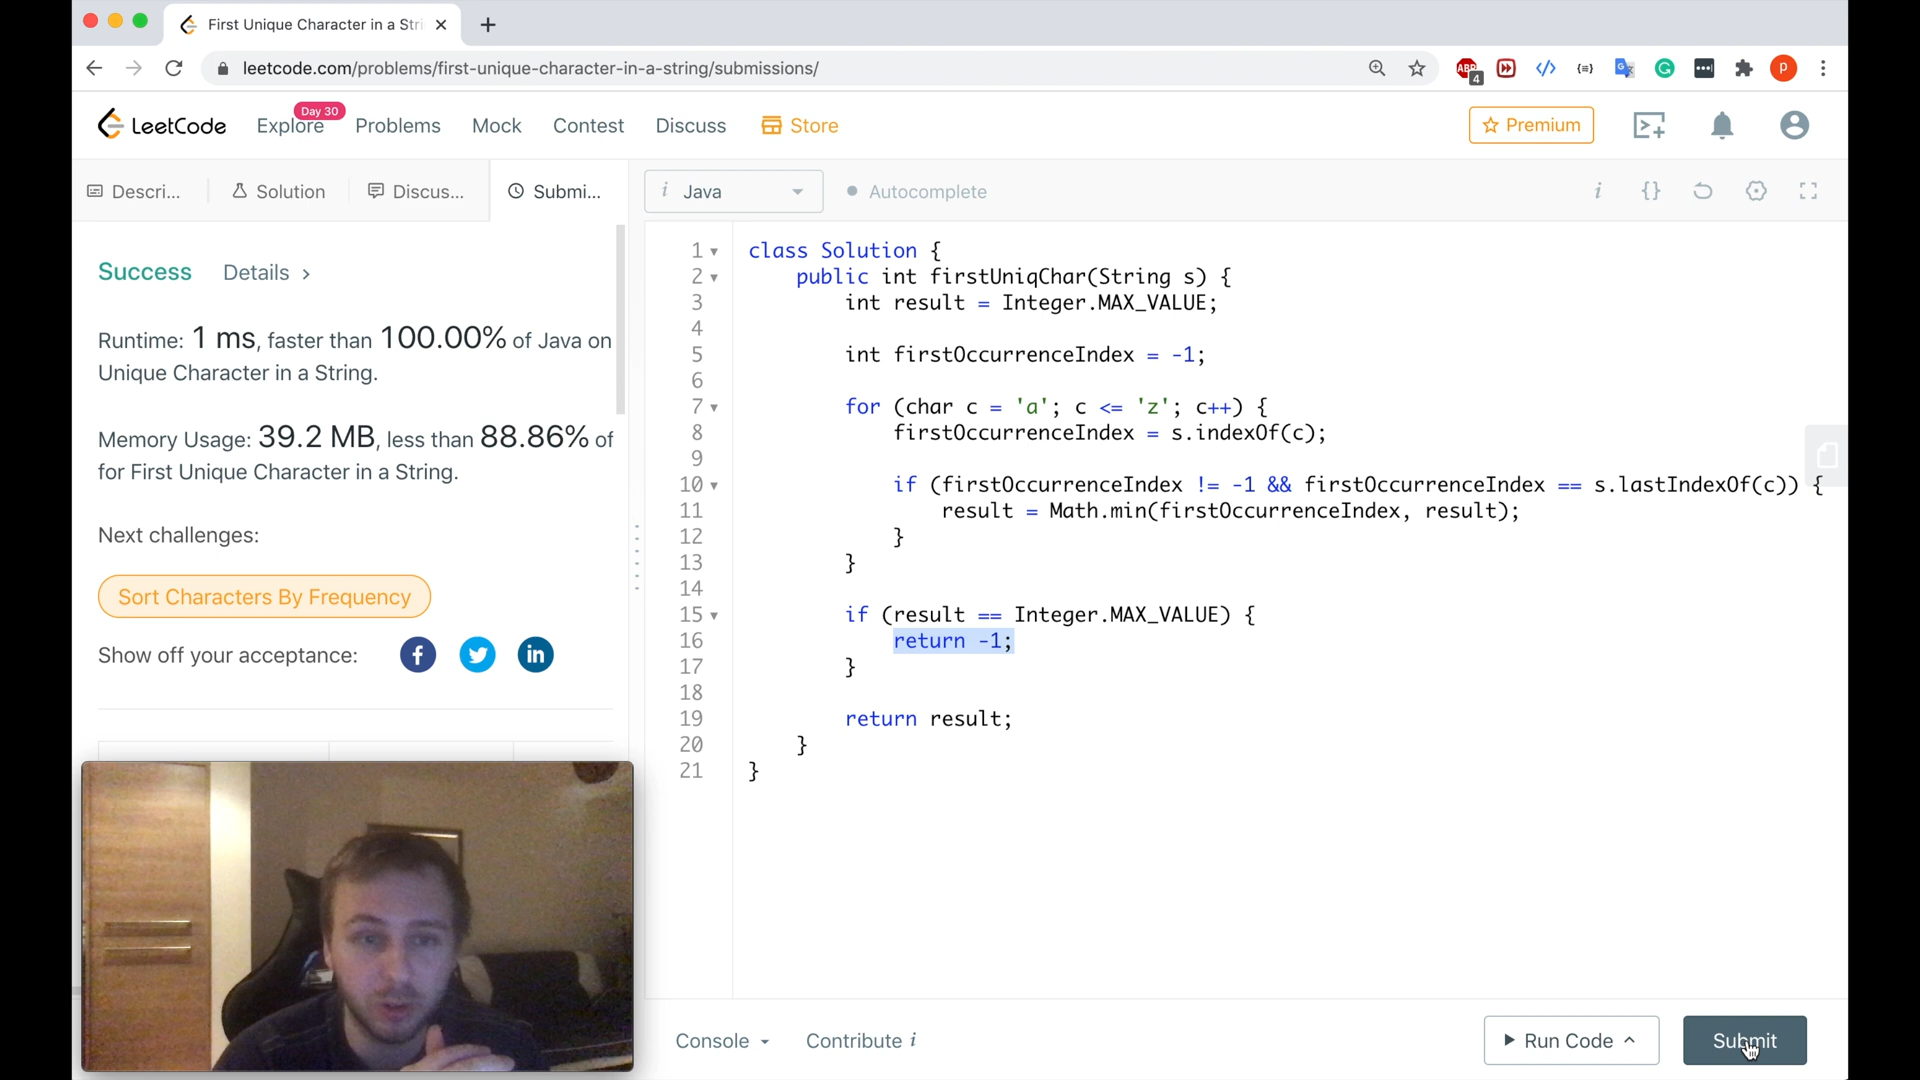 First Unique Character in a Stri
leetcode.com/problems/first-unique-character-in-a-string/submissions/
ABP
4
P
LeetCode
Explore
Day 30
Problems
Mock
Contest
Discuss
Store
Premium
Descri...
Solution
Discus...
Submi...
i Java
Autocomplete
Success
Details >
Runtime: 1 ms, faster than 100.00% of Java on
Unique Character in a String.
Memory Usage: 39.2 MB, less than 88.86% of
for First Unique Character in a String.
Next challenges:
Sort Characters By Frequency
Show off your acceptance:
1 class Solution {
2 public int firstUniqChar(String s) {
3 int result = Integer.MAX_VALUE;
4
5 int firstOccurrenceIndex = -1;
6
7 for (char c = 'a'; c <= 'z'; c++) {
8 firstOccurrenceIndex = s.indexOf(c);
9
10 if (firstOccurrenceIndex != -1 && firstOccurrenceIndex == s.lastIndexOf(c)) {
11 result = Math.min(firstOccurrenceIndex, result);
12 }
13 }
14
15 if (result == Integer.MAX_VALUE) {
16 return -1;
17 }
18
19 return result;
20 }
21 }
Console
Contribute i
Run Code
Submit